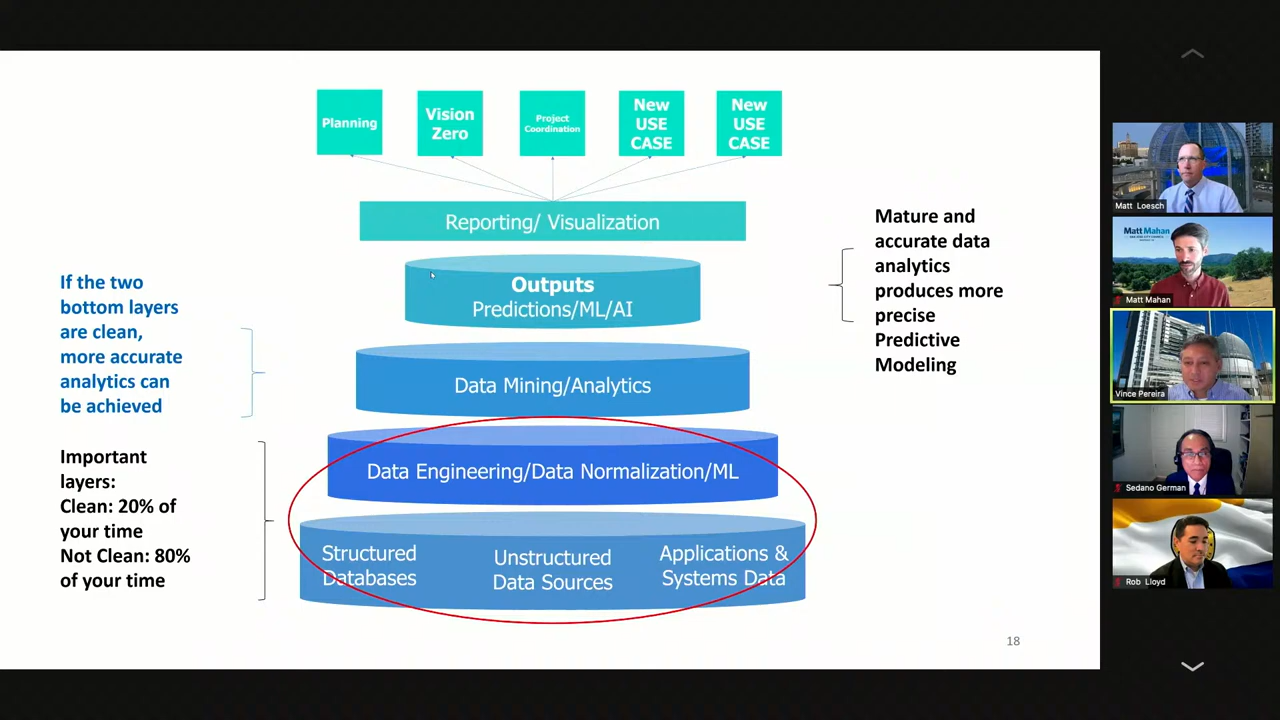 Planning
Vision
Zero
Project
Coordination
New
USE
CASE
New
USE
CASE
Reporting/ Visualization
Outputs
Predictions/ML/AI
Data Mining/Analytics
Data Engineering/Data Normalization/ML
Structured
Databases
Unstructured
Data Sources
Applications &
Systems Data
If the two
bottom layers
are clean,
more accurate
analytics can
be achieved
Important
layers:
Clean: 20% of
your time
Not Clean: 80%
of your time
Mature and
accurate data
analytics
produces more
precise
Predictive
Modeling
18
Matt Loesch
MattMahan
Matt Mahan
Vince Pereira
Sedano German
Rob Lloyd